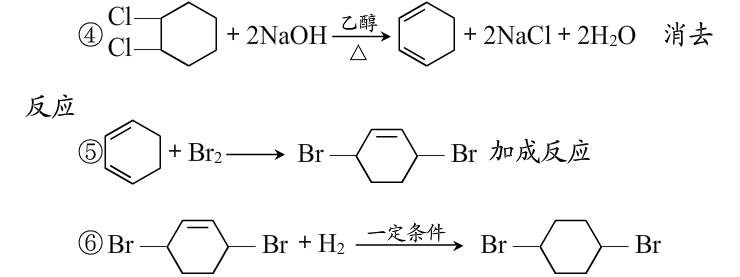 ④ Cl Cl + 2NaOH 乙醇 △ + 2NaCl + 2H₂O 消去
反应
⑤ + Br₂ Br Br 加成反应
⑥ Br Br + H₂ 一定条件 Br Br